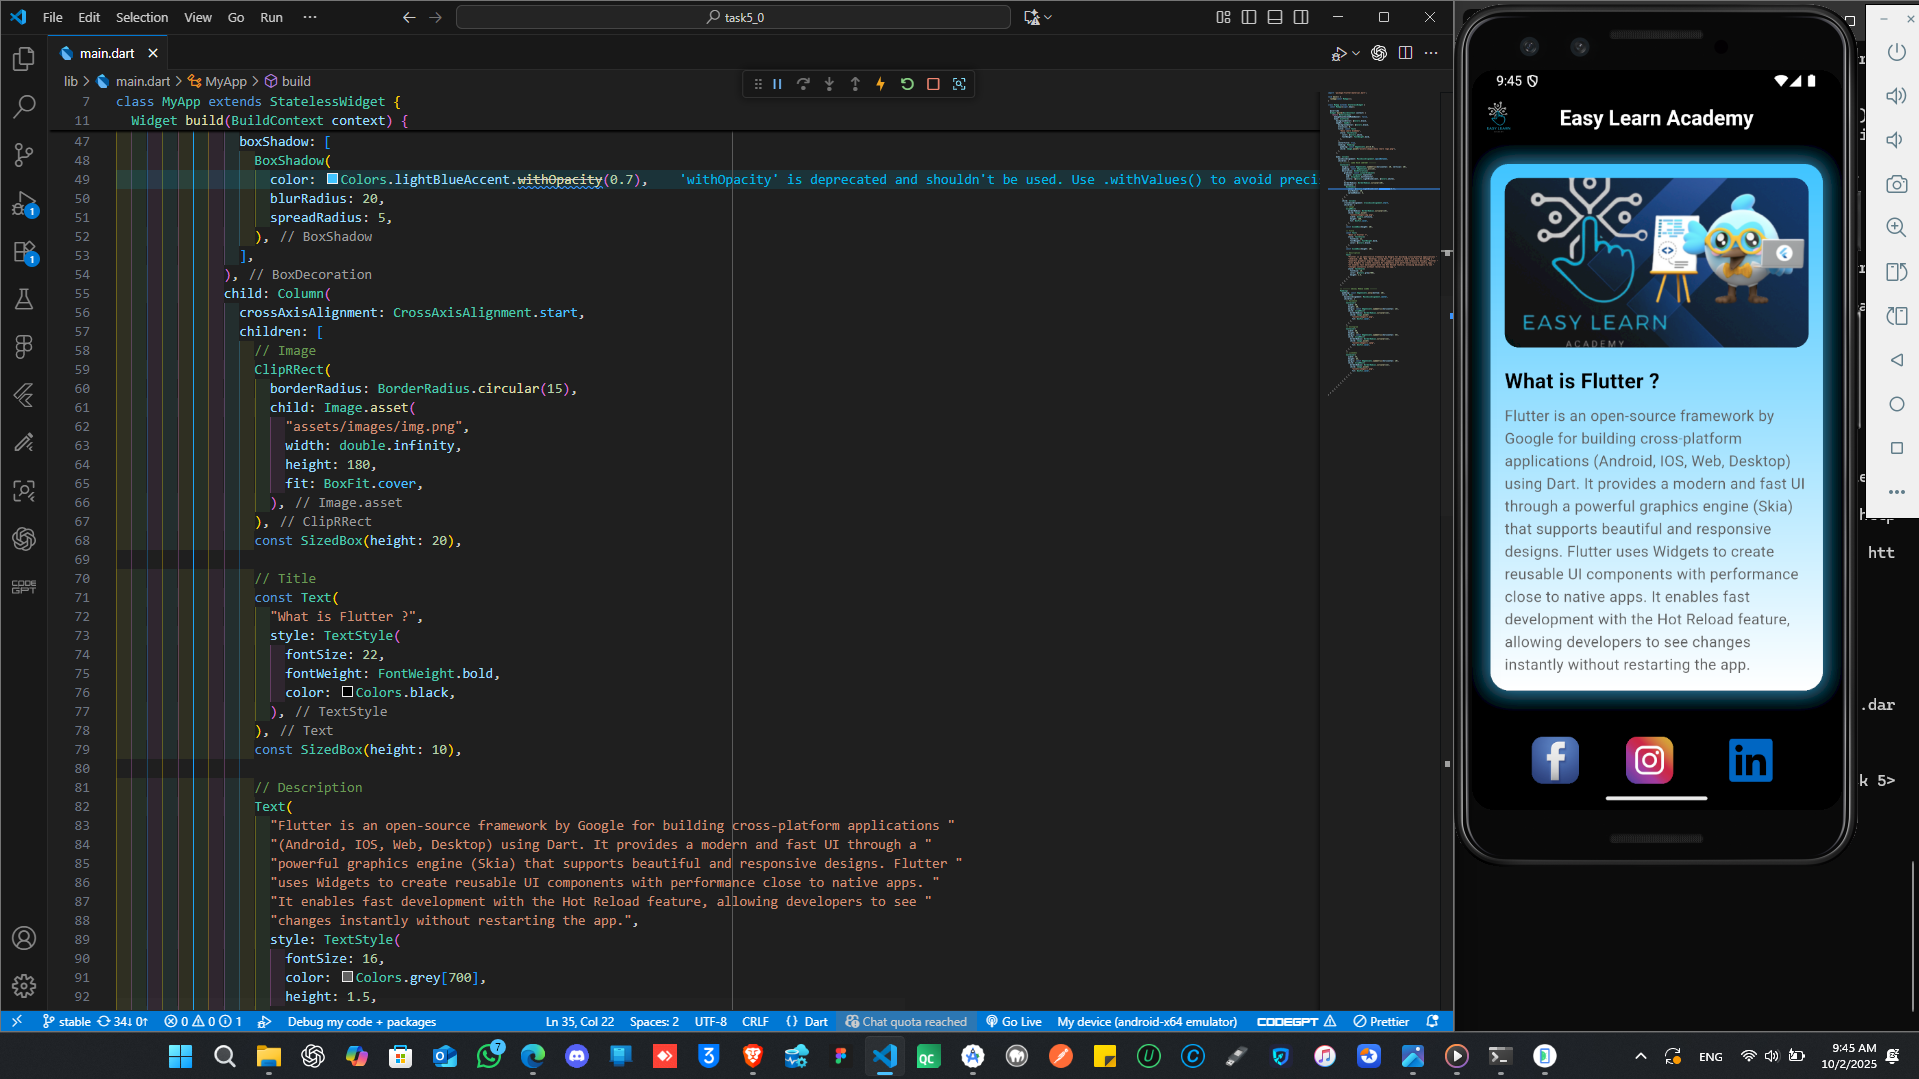 File Edit Selection View Go Run ···
task5_0
main.dart
lib > main.dart > MyApp > build
7 class MyApp extends StatelessWidget {
11 Widget build(BuildContext context) {
47 boxShadow: [
48 BoxShadow(
49 color: Colors.lightBlueAccent.withOpacity(0.7), 'withOpacity' is deprecated and shouldn't be used. Use .withValues() to avoid preci
50 blurRadius: 20,
51 spreadRadius: 5,
52 ), // BoxShadow
53 ],
54 ), // BoxDecoration
55 child: Column(
56 crossAxisAlignment: CrossAxisAlignment.start,
57 children: [
58 // Image
59 ClipRRect(
60 borderRadius: BorderRadius.circular(15),
61 child: Image.asset(
62 "assets/images/img.png",
63 width: double.infinity,
64 height: 180,
65 fit: BoxFit.cover,
66 ), // Image.asset
67 ), // ClipRRect
68 const SizedBox(height: 20),
69
70 // Title
71 const Text(
72 "What is Flutter ?",
73 style: TextStyle(
74 fontSize: 22,
75 fontWeight: FontWeight.bold,
76 color: Colors.black,
77 ), // TextStyle
78 ), // Text
79 const SizedBox(height: 10),
80
81 // Description
82 Text(
83 "Flutter is an open-source framework by Google for building cross-platform applications "
84 "(Android, IOS, Web, Desktop) using Dart. It provides a modern and fast UI through a "
85 "powerful graphics engine (Skia) that supports beautiful and responsive designs. Flutter "
86 "uses Widgets to create reusable UI components with performance close to native apps. "
87 "It enables fast development with the Hot Reload feature, allowing developers to see "
88 "changes instantly without restarting the app.",
89 style: TextStyle(
90 fontSize: 16,
91 color: Colors.grey[700],
92 height: 1.5,
1
1
CODE
GPT
stable 34↓ 0↑ 0 0 1 Debug my code + packages Ln 35, Col 22 Spaces: 2 UTF-8 CRLF {} Dart Chat quota reached Go Live My device (android-x64 emulator) CODEGPT Prettier
9:45
EASY LEARN
Easy Learn Academy
EASY LEARN
ACADEMY
What is Flutter ?
Flutter is an open-source framework by
Google for building cross-platform
applications (Android, IOS, Web, Desktop)
using Dart. It provides a modern and fast UI
through a powerful graphics engine (Skia)
that supports beautiful and responsive
designs. Flutter uses Widgets to create
reusable UI components with performance
close to native apps. It enables fast
development with the Hot Reload feature,
allowing developers to see changes
instantly without restarting the app.
f
in
htt
.dar
k 5>
7
QC
ENG
9:45 AM
10/2/2025